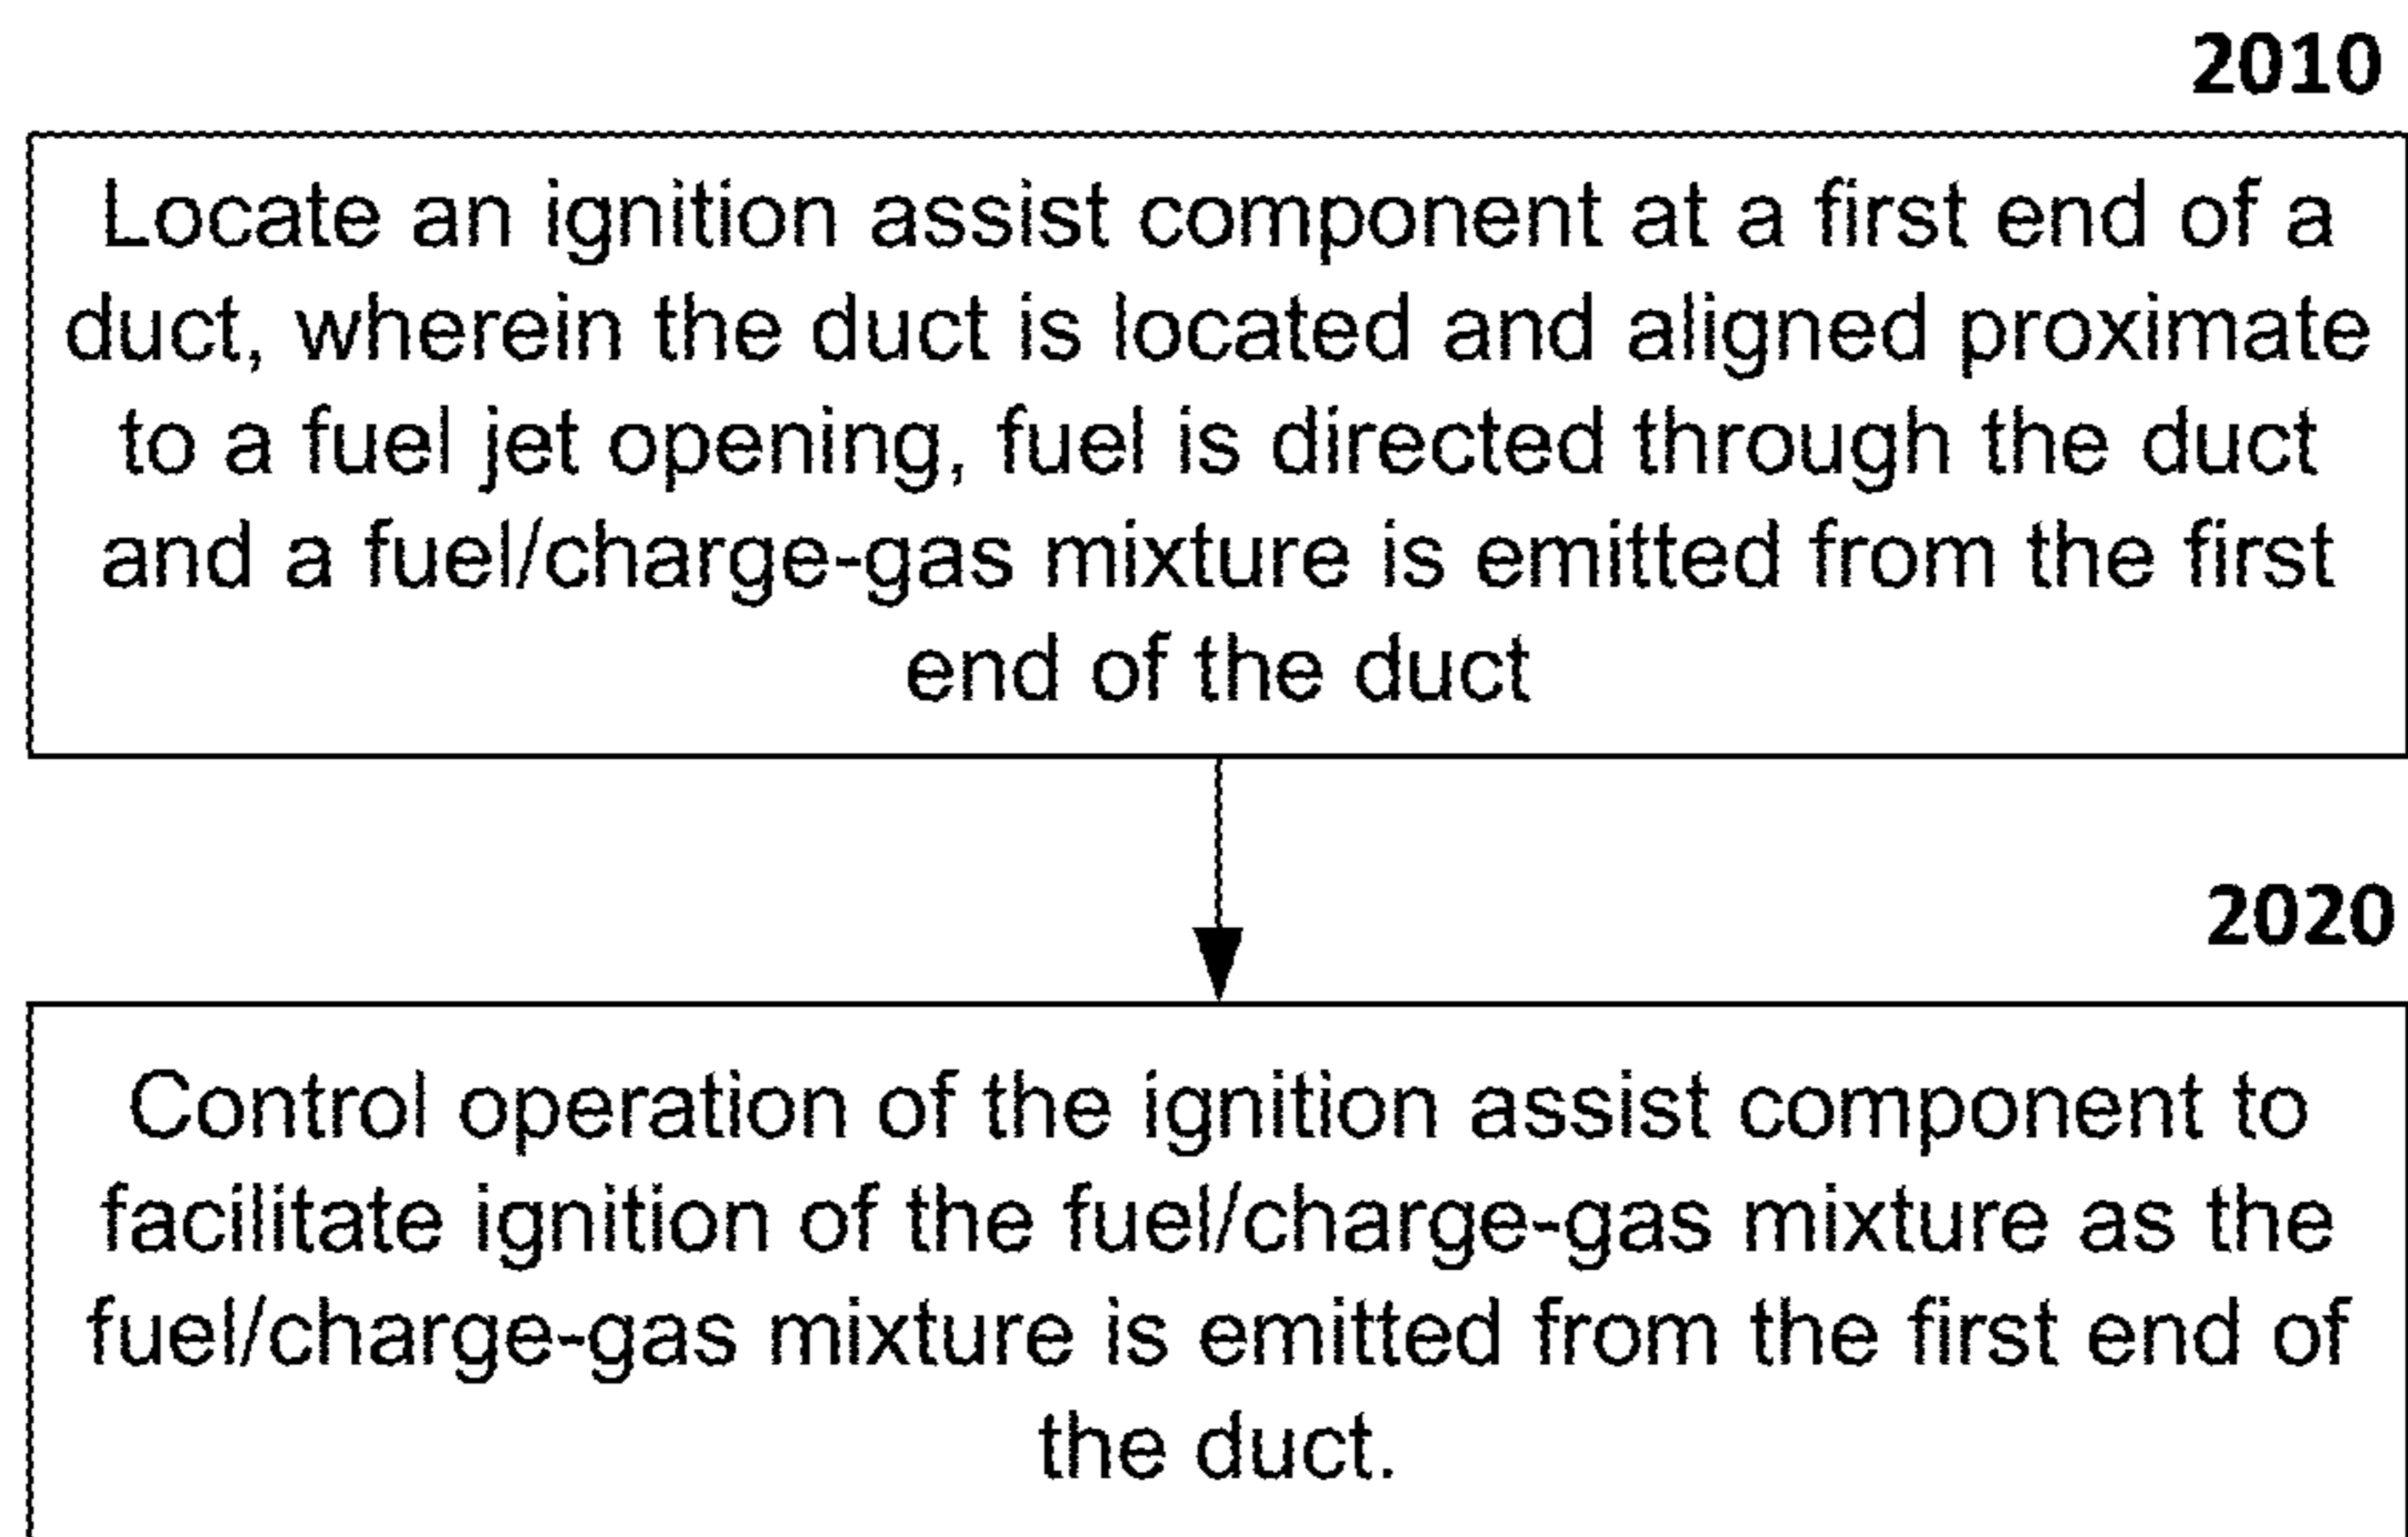 2010
Locate an ignition assist component at a first end of a
duct, wherein the duct is located and aligned proximate
to a fuel jet opening, fuel is directed through the duct
and a fuel/charge-gas mixture is emitted from the first
end of the duct
2020
Control operation of the ignition assist component to
facilitate ignition of the fuel/charge-gas mixture as the
fuel/charge-gas mixture is emitted from the first end of
the duct.